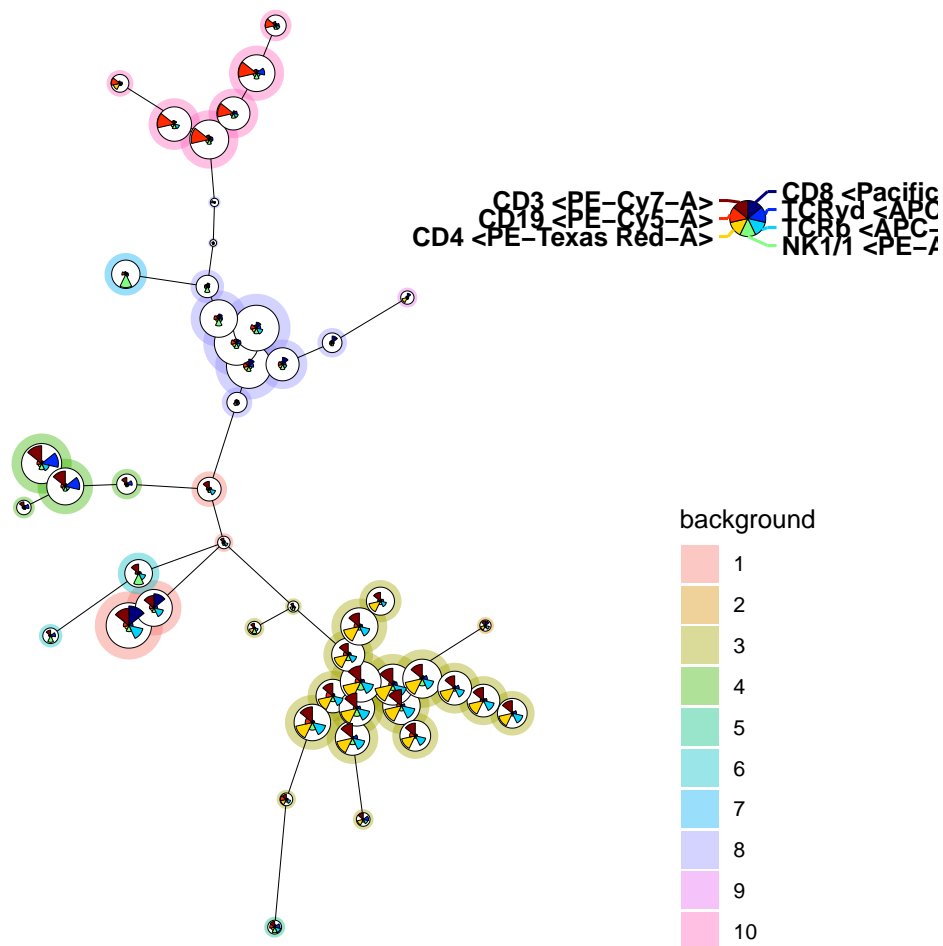 CD3 <PE-Cy7-A>
CD19 <PE-Cy5-A>
CD4 <PE-Texas Red-A>
CD8 <Pacific
TCRyd <APC
TCRb <APC-
NK1/1 <PE-A
background
1
2
3
4
5
6
7
8
9
10